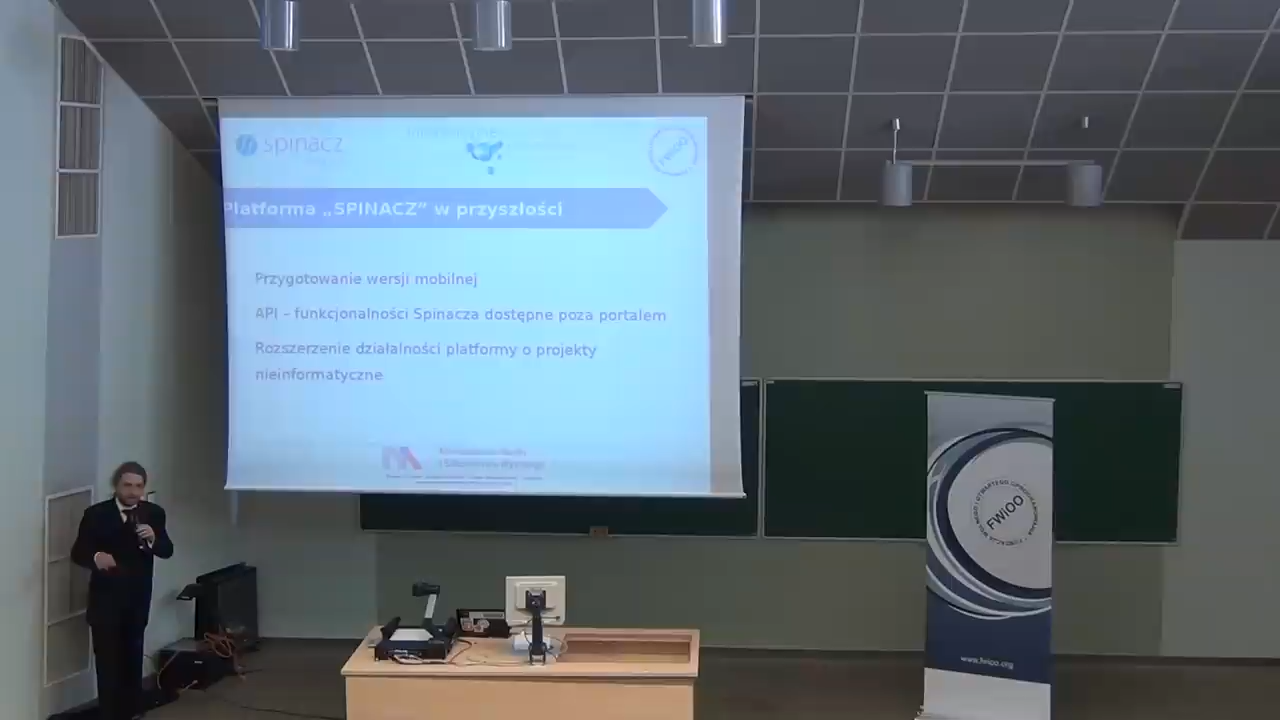 spinacz
FWiOO
Platforma „SPINACZ” w przyszłości
Przygotowanie wersji mobilnej
API – funkcjonalności Spinacza dostępne poza portalem
Rozszerzenie działalności platformy o projekty
nieinformatyczne
FWiOO
www.fwioo.org